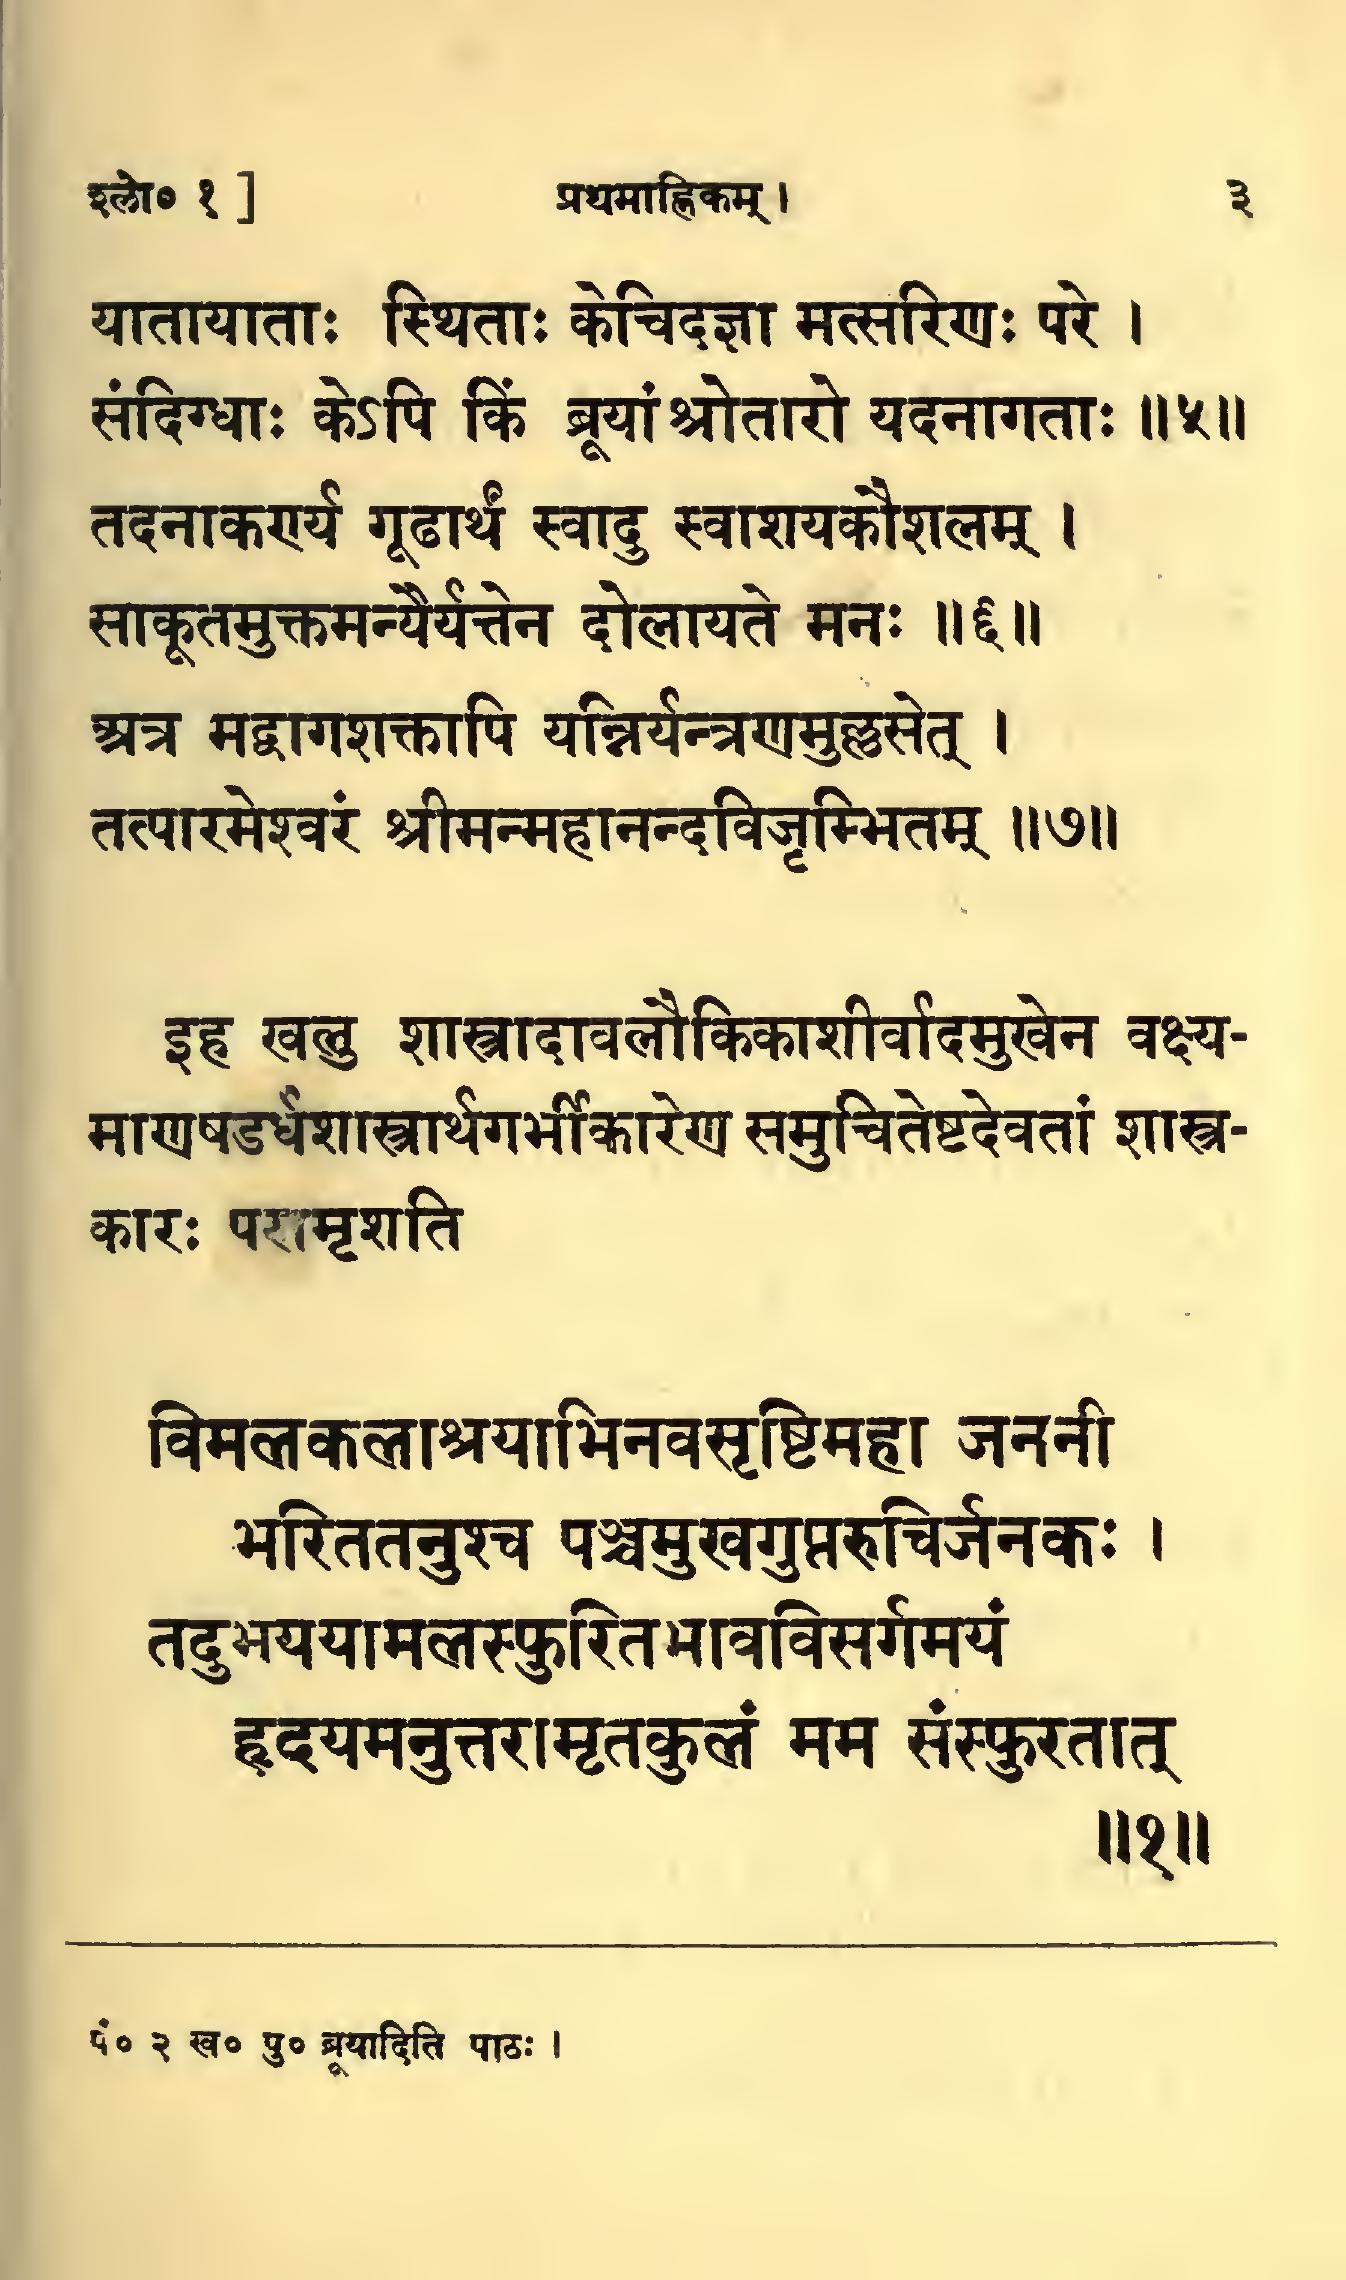 श्लो० १ ] प्रथमाह्निकम् । ३
यातायाताः स्थिताः केचिदज्ञा मत्सरिणः परे ।
संदिग्धाः केऽपि किं ब्रूयां श्रोतारो यदनागताः ॥५॥
तदनाकर्ण्य गूढार्थं स्वादु स्वाशयकौशलम् ।
साकूतमुक्तमन्यैर्यत्तेन दोलायते मनः ॥६॥
अत्र मद्वागशक्तापि यन्निर्यन्त्रणमुल्लसेत् ।
तत्पारमेश्वरं श्रीमन्महानन्दविजृम्भितम् ॥७॥
इह खलु शास्त्रादावलौकिकाशीर्वादमुखेन वक्ष्य-
माणषडर्धशास्त्रार्थगर्भीकारेण समुचितेष्टदेवतां शास्त्र-
कारः परामृशति
विमलकलाश्रयाभिनवसृष्टिमहा जननी
भरिततनुश्च पञ्चमुखगुप्तरुचिर्जनकः ।
तदुभययामलस्फुरितभावविसर्गमयं
हृदयमनुत्तरामृतकुलं मम संस्फुरतात्
॥१॥
पं० २ ख० पु० ब्रूयादिति पाठः ।